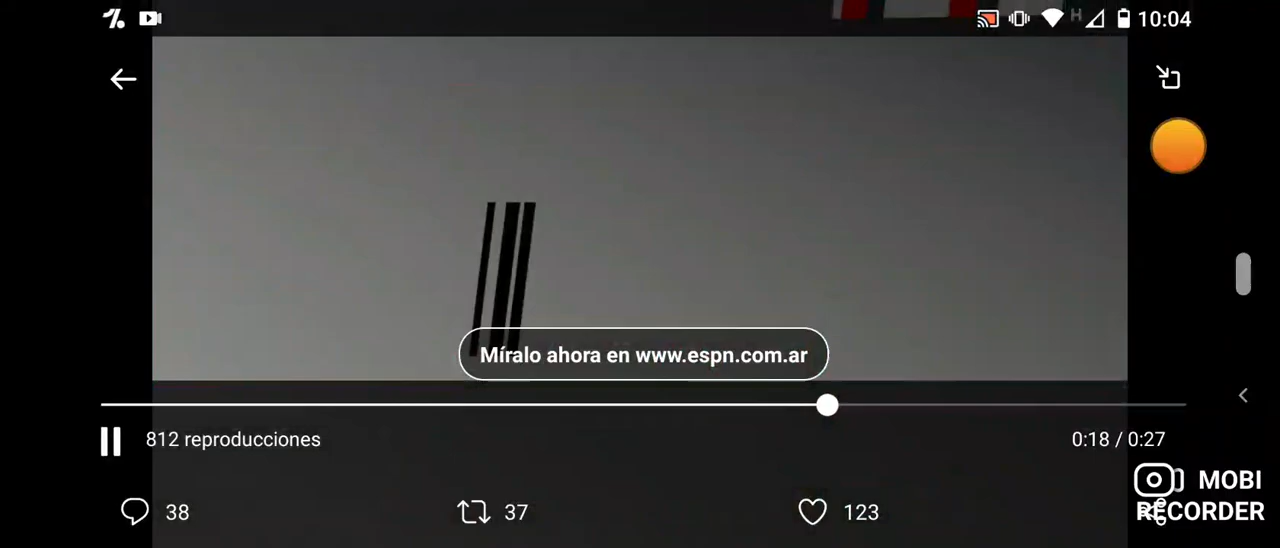 H
10:04
Míralo ahora en www.espn.com.ar
812 reproducciones
0:18 / 0:27
38
37
123
MOBI
RECORDER